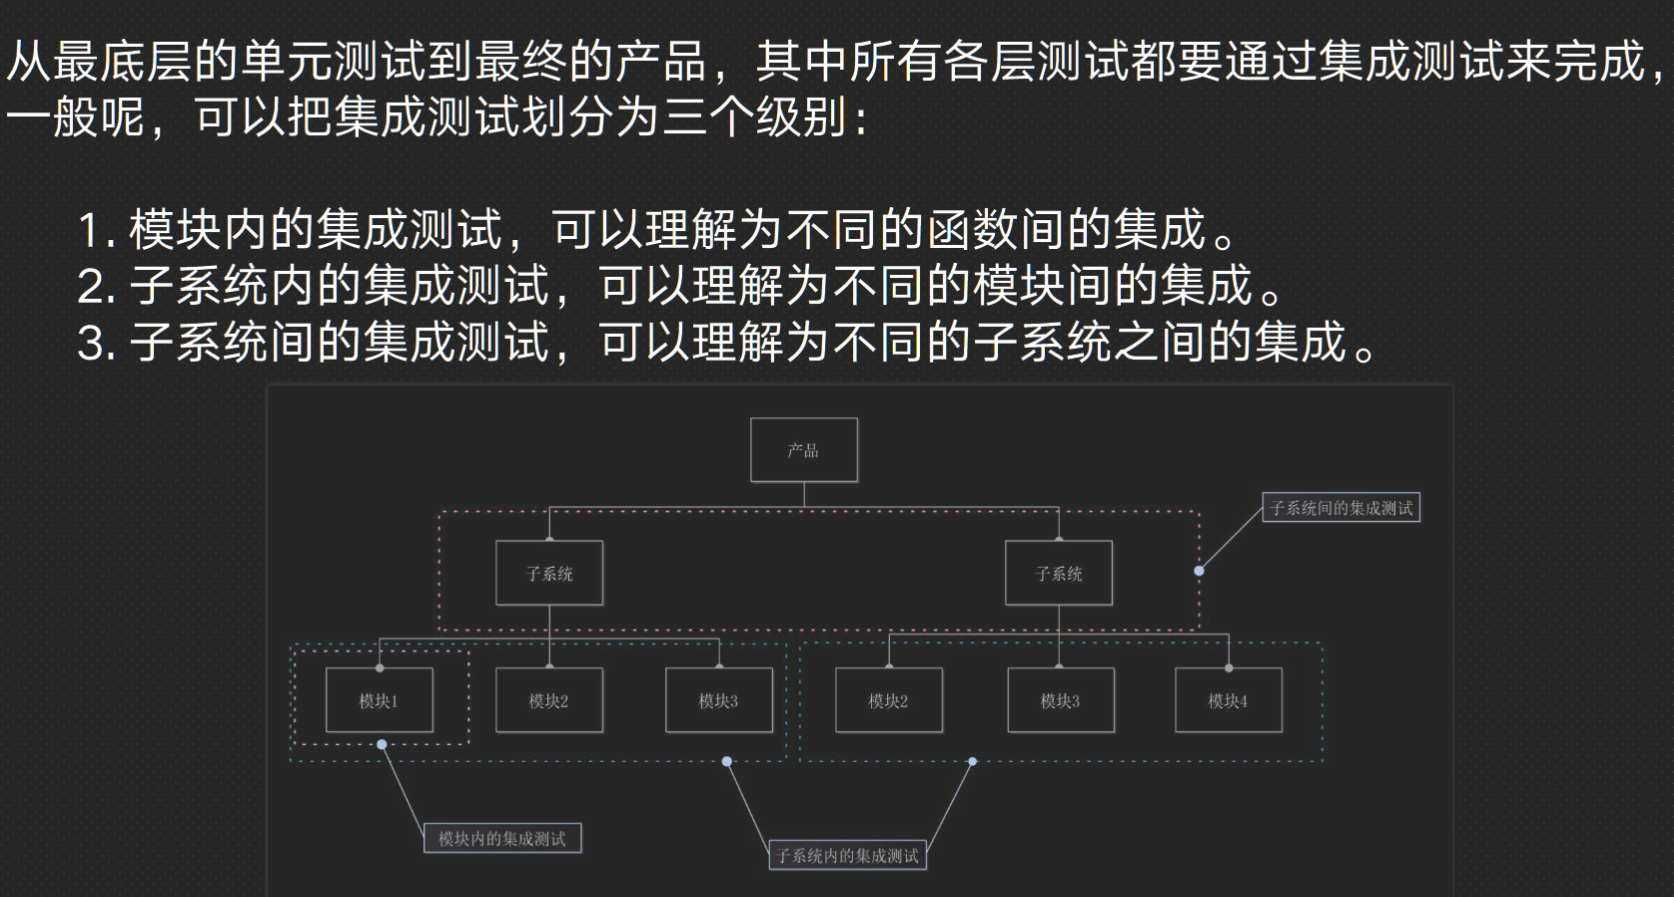 从最底层的单元测试到最终的产品，其中所有各层测试都要通过集成测试来完成，
一般呢，可以把集成测试划分为三个级别：
1. 模块内的集成测试，可以理解为不同的函数间的集成。
2. 子系统内的集成测试，可以理解为不同的模块间的集成。
3. 子系统间的集成测试，可以理解为不同的子系统之间的集成。
产品
子系统间的集成测试
子系统
子系统
模块1
模块2
模块3
模块2
模块3
模块4
模块内的集成测试
子系统内的集成测试